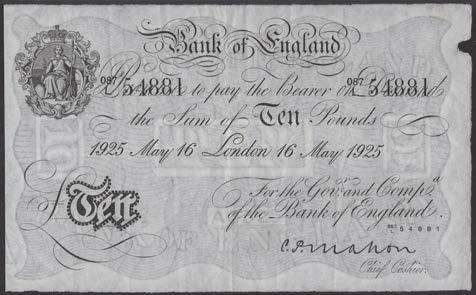 Bank of England
087/L 54881 087/L 54881
Promise to pay the Bearer on Demand
the Sum of Ten Pounds
1925 May 16 London 16 May 1925
For the Govr. and Compa.
Ten of the Bank of England.
087/L 54881
C.P. Mahon
Chief Cashier.